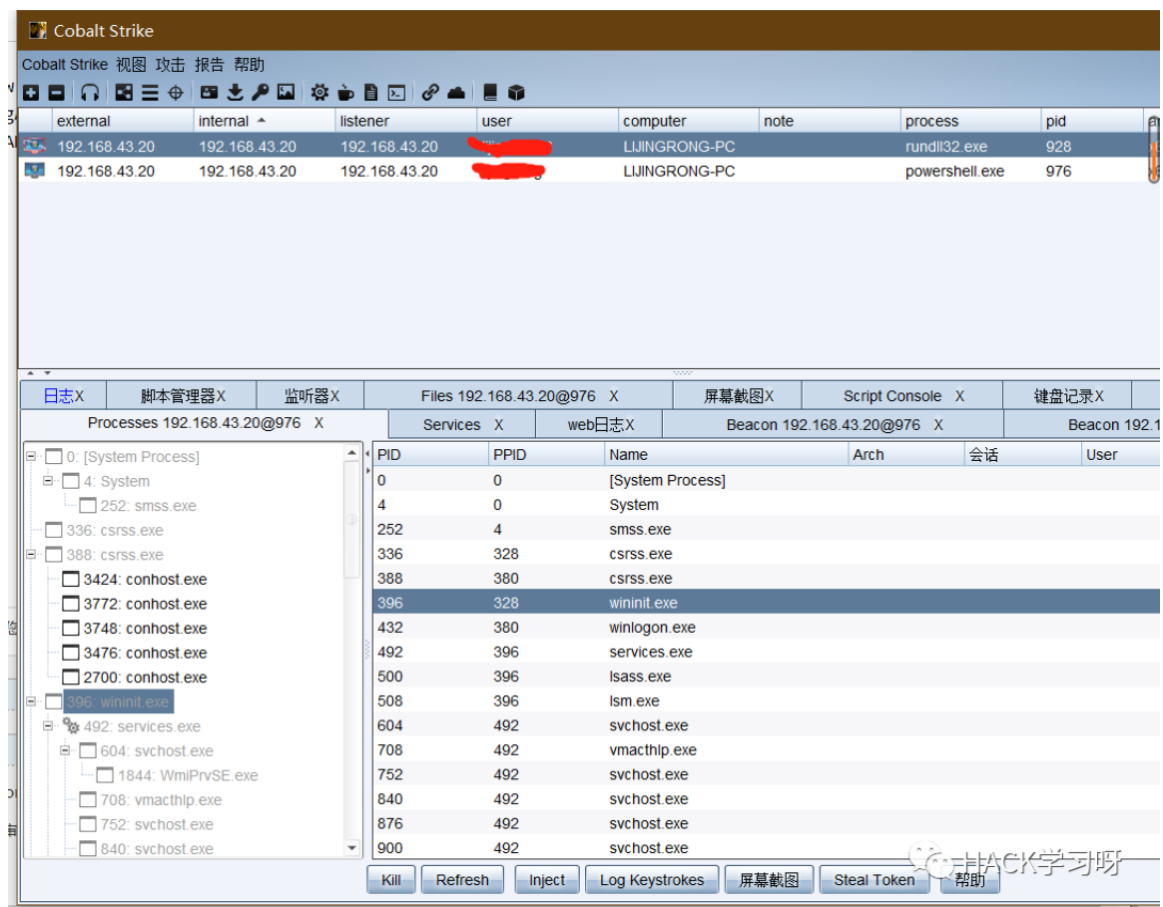 Cobalt Strike
Cobalt Strike 视图 攻击 报告 帮助
external internal listener user computer note process pid
192.168.43.20 192.168.43.20 192.168.43.20 LIJINGRONG-PC rundll32.exe 928
192.168.43.20 192.168.43.20 192.168.43.20 LIJINGRONG-PC powershell.exe 976
日志X 脚本管理器X 监听器X Files 192.168.43.20@976 X 屏幕截图X Script Console X 键盘记录X
Processes 192.168.43.20@976 X Services X web日志X Beacon 192.168.43.20@976 X Beacon 192.1
0: [System Process]
4: System
252: smss.exe
336: csrss.exe
388: csrss.exe
3424: conhost.exe
3772: conhost.exe
3748: conhost.exe
3476: conhost.exe
2700: conhost.exe
396: wininit.exe
492: services.exe
604: svchost.exe
1844: WmiPrvSE.exe
708: vmacthlp.exe
752: svchost.exe
840: svchost.exe
PID PPID Name Arch 会话 User
0 0 [System Process]
4 0 System
252 4 smss.exe
336 328 csrss.exe
388 380 csrss.exe
396 328 wininit.exe
432 380 winlogon.exe
492 396 services.exe
500 396 lsass.exe
508 396 lsm.exe
604 492 svchost.exe
708 492 vmacthlp.exe
752 492 svchost.exe
840 492 svchost.exe
876 492 svchost.exe
900 492 svchost.exe
Kill Refresh Inject Log Keystrokes 屏幕截图 Steal Token 帮助
HACK学习呀